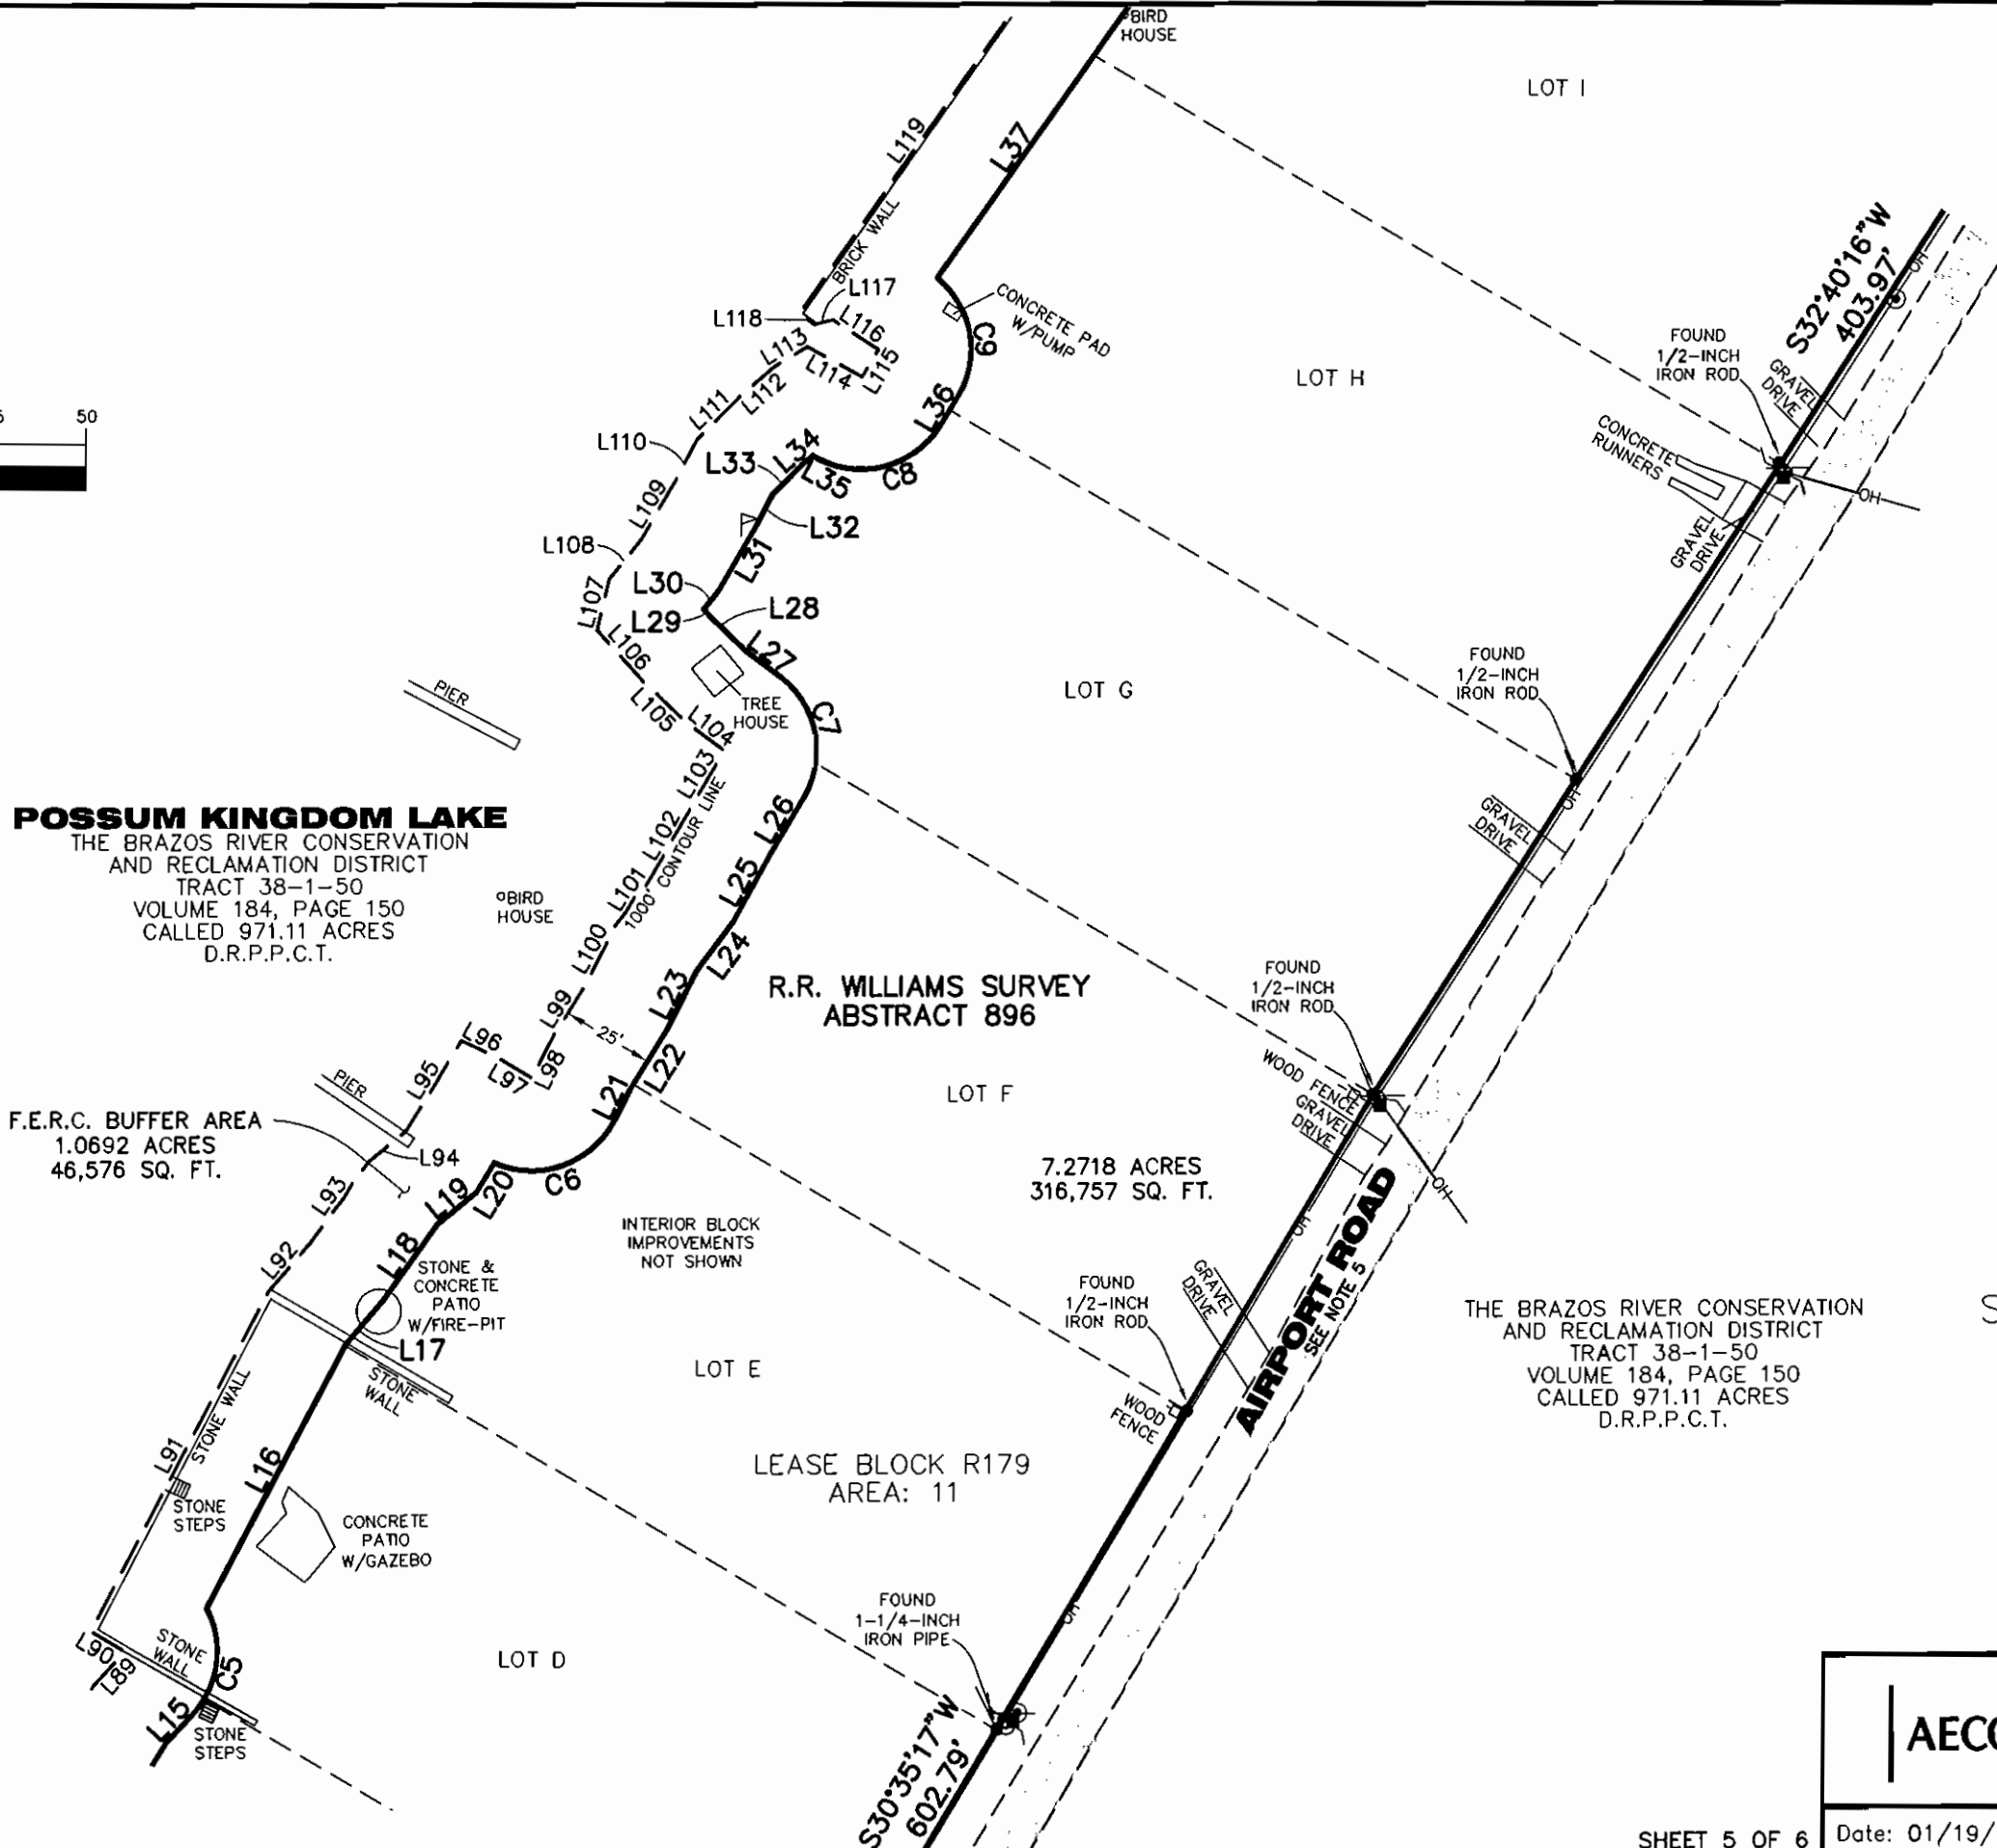 BIRD
HOUSE
LOT I
L119
L37
BRICK WALL
L117
L118
L116
L113
L114
L115
L112
L111
L110
CONCRETE PAD
W/PUMP
C9
L36
LOT H
FOUND
1/2-INCH
IRON ROD
S32°40'16"W
403.97'
GRAVEL
DRIVE
OH
CONCRETE
RUNNERS
GRAVEL
DRIVE
OH
50
L33
L34
L35
C8
L109
L32
L108
L31
L30
L29
L28
L107
L106
L27
TREE
HOUSE
L105
L104
C7
LOT G
FOUND
1/2-INCH
IRON ROD
OH
GRAVEL
DRIVE
PIER
L103
L102
L101
1000' CONTOUR LINE
L26
L25
L24
POSSUM KINGDOM LAKE
THE BRAZOS RIVER CONSERVATION
AND RECLAMATION DISTRICT
TRACT 38-1-50
VOLUME 184, PAGE 150
CALLED 971.11 ACRES
D.R.P.P.C.T.
BIRD
HOUSE
L100
L99
L23
R.R. WILLIAMS SURVEY
ABSTRACT 896
FOUND
1/2-INCH
IRON ROD
WOOD FENCE
GRAVEL
DRIVE
OH
25'
L96
L97
L98
L22
L21
L95
PIER
LOT F
F.E.R.C. BUFFER AREA
1.0692 ACRES
46,576 SQ. FT.
L94
L93
L19
L20
C6
7.2718 ACRES
316,757 SQ. FT.
OH
INTERIOR BLOCK
IMPROVEMENTS
NOT SHOWN
L92
L18
STONE &
CONCRETE
PATIO
W/FIRE-PIT
L17
FOUND
1/2-INCH
IRON ROD
GRAVEL
DRIVE
AIRPORT ROAD
SEE NOTE 5
THE BRAZOS RIVER CONSERVATION
AND RECLAMATION DISTRICT
TRACT 38-1-50
VOLUME 184, PAGE 150
CALLED 971.11 ACRES
D.R.P.P.C.T.
STONE
WALL
LOT E
WOOD
FENCE
STONE WALL
L91
L16
LEASE BLOCK R179
AREA: 11
STONE
STEPS
CONCRETE
PATIO
W/GAZEBO
FOUND
1-1/4-INCH
IRON PIPE
OH
STONE
WALL
L90
L89
C5
L15
STONE
STEPS
LOT D
S30°35'17"W
602.79'
SHEET 5 OF 6
Date: 01/19/